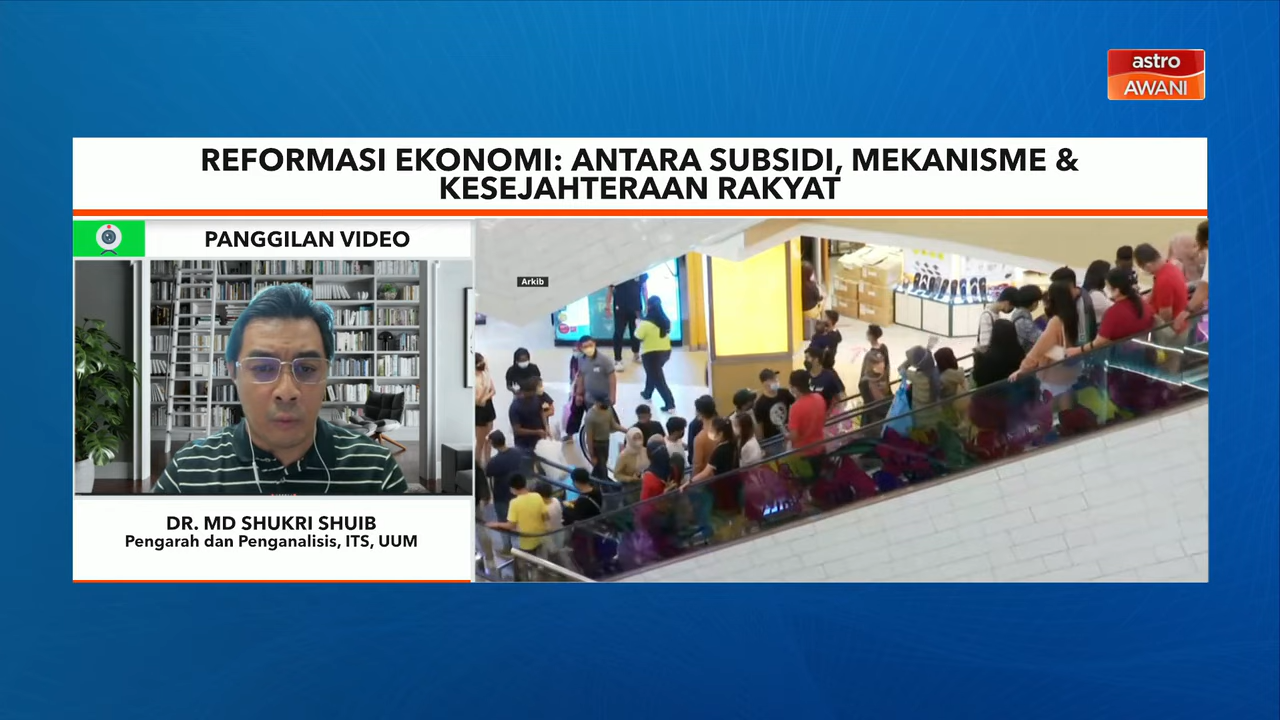 astro
AWANI
REFORMASI EKONOMI: ANTARA SUBSIDI, MEKANISME &
KESEJAHTERAAN RAKYAT
PANGGILAN VIDEO
Arkib
DR. MD SHUKRI SHUIB
Pengarah dan Penganalisis, ITS, UUM